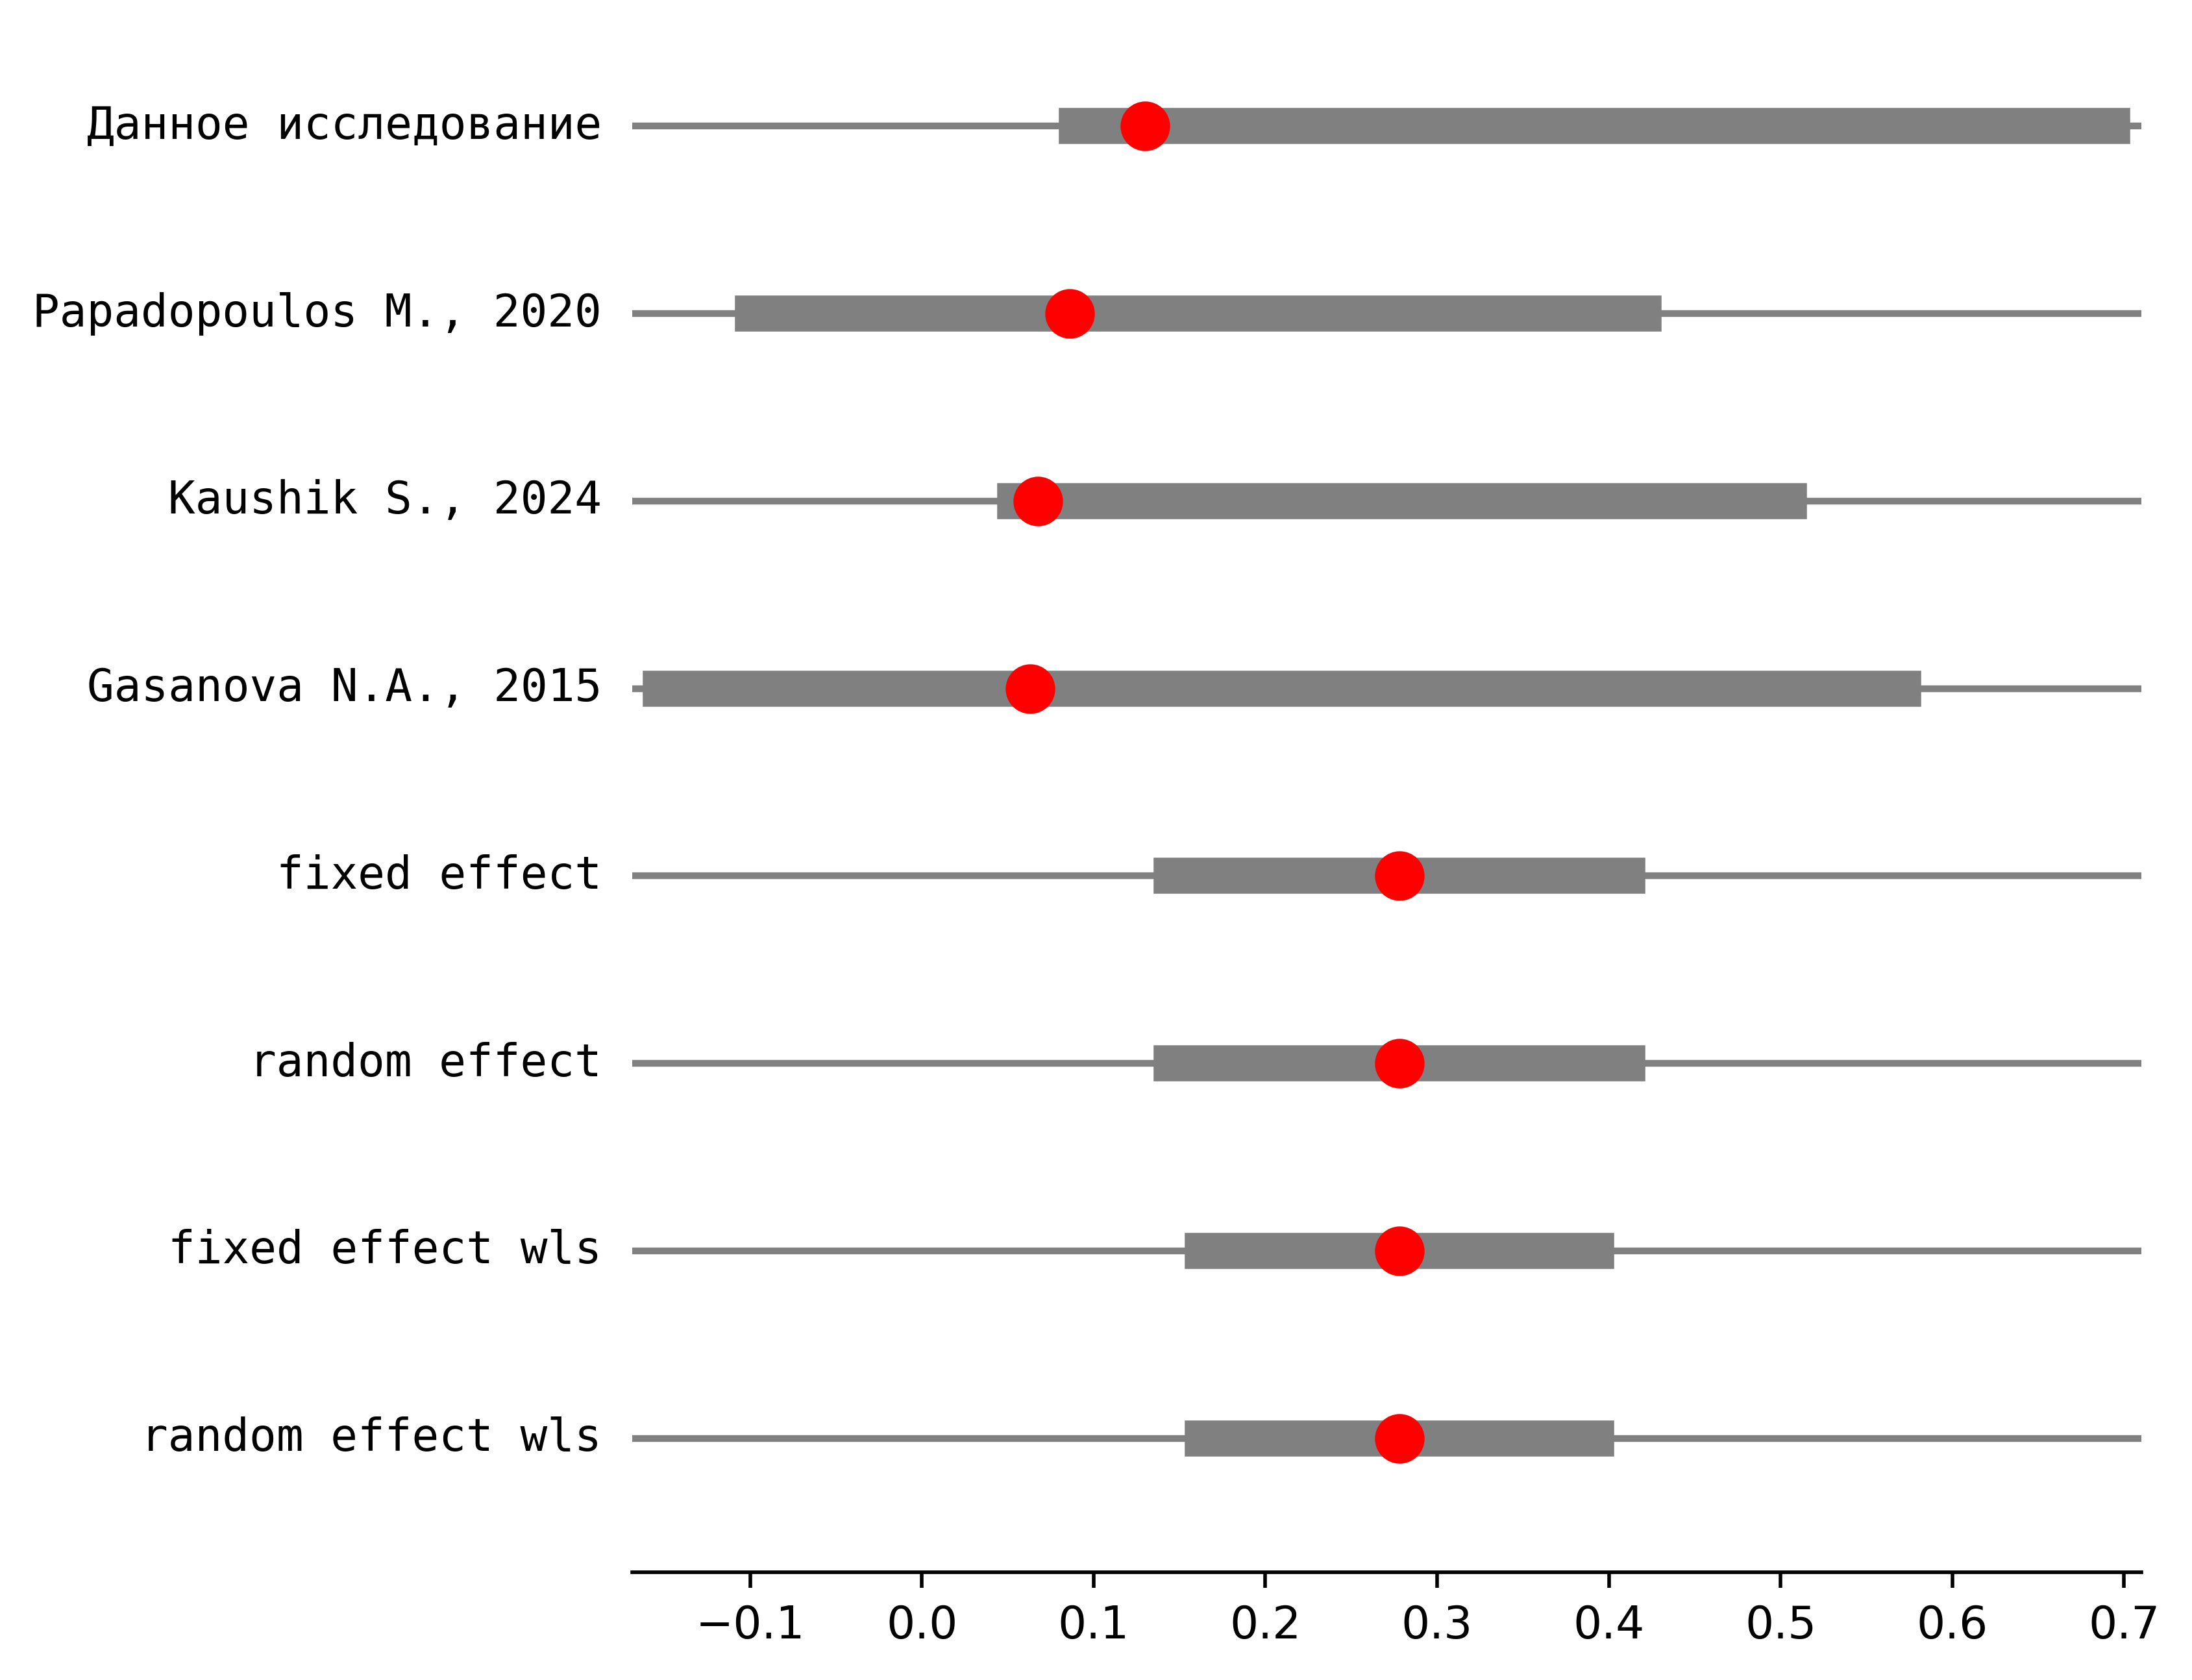 Данное исследование
Papadopoulos M., 2020
Kaushik S., 2024
Gasanova N.A., 2015
fixed effect
random effect
fixed effect wls
random effect wls
−0.1 0.0 0.1 0.2 0.3 0.4 0.5 0.6 0.7